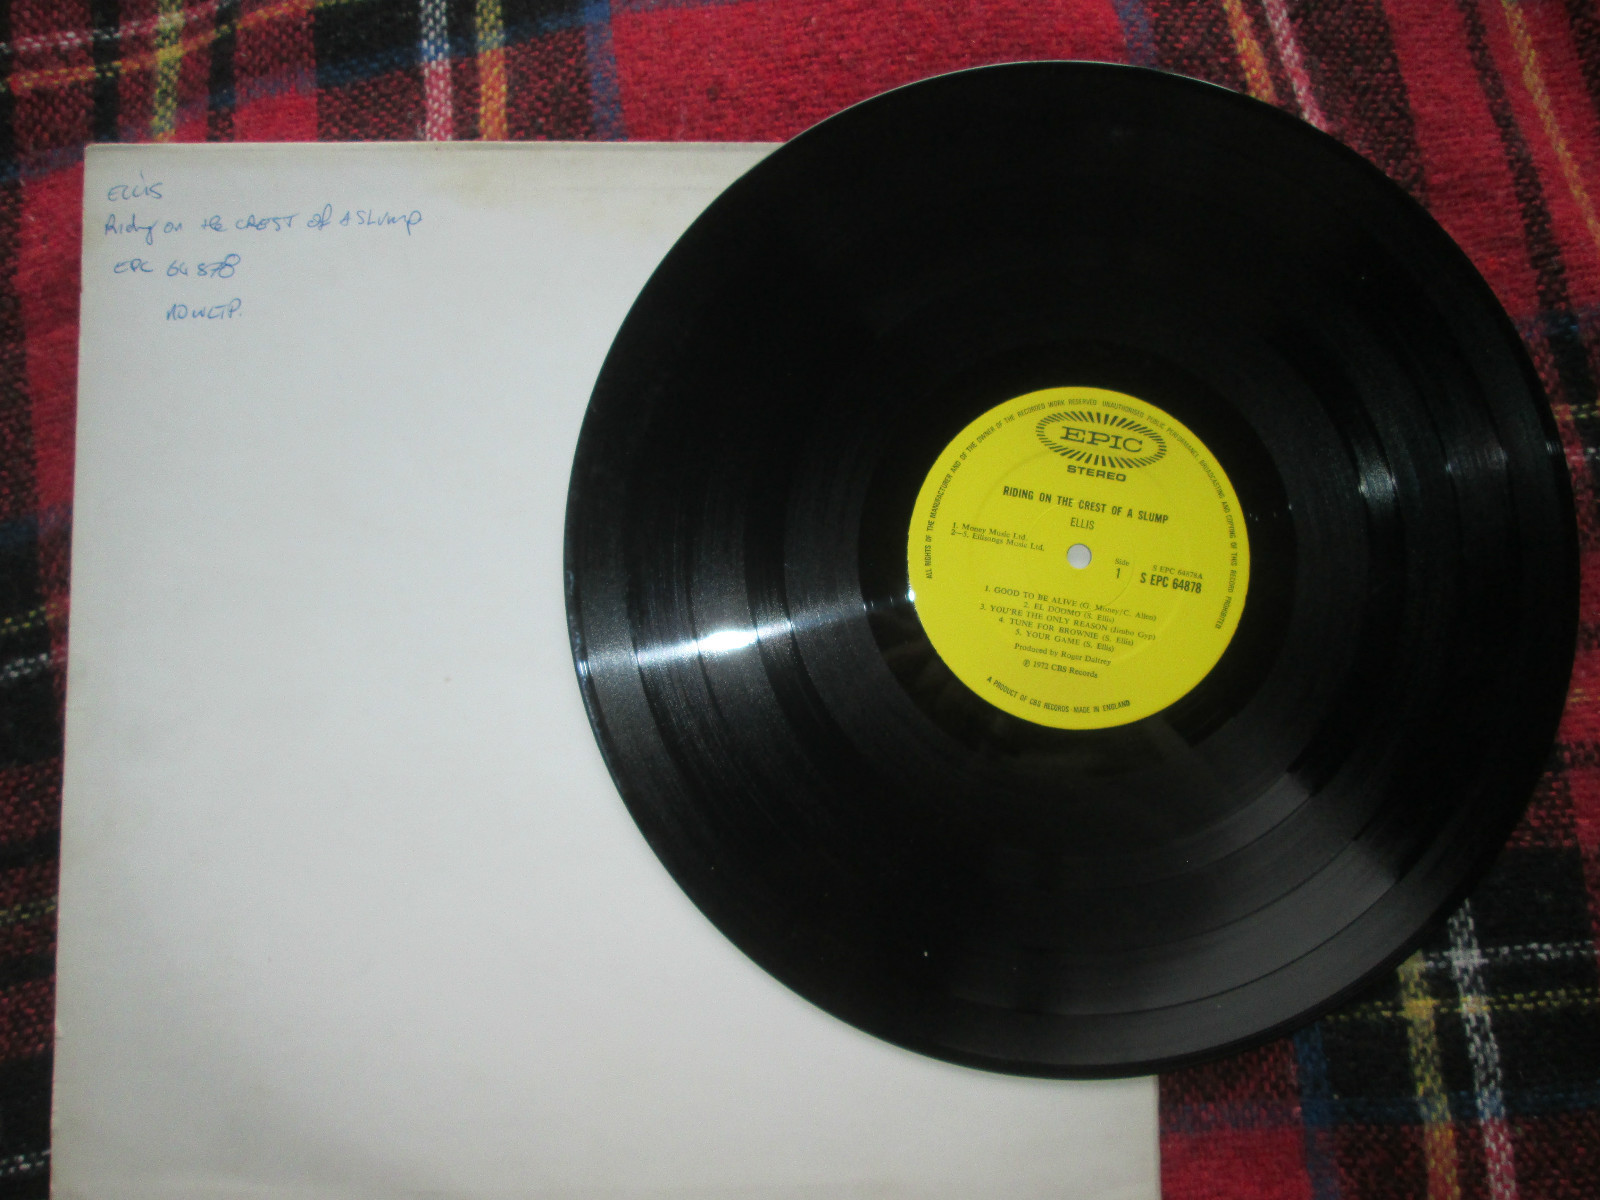 ELLIS
Riding on the CREST of A SLUMP
EPC 64878
ALL RIGHTS OF THE MANUFACTURER AND OF THE OWNER OF THE RECORDED WORK RESERVED UNAUTHORISED PUBLIC PERFORMANCE, BROADCASTING AND COPYING OF THIS RECORD PROHIBITED
EPIC
STEREO
RIDING ON THE CREST OF A SLUMP
ELLIS
1. Money Music Ltd.
2—5. Ellisongs Music Ltd.
Side
1
S EPC 64878A
S EPC 64878
1. GOOD TO BE ALIVE (G. Money/C. Allen)
2. EL DOOMO (S. Ellis)
3. YOU'RE THE ONLY REASON (Jimbo Gyp)
4. TUNE FOR BROWNIE (S. Ellis)
5. YOUR GAME (S. Ellis)
Produced by Roger Daltrey
℗ 1972 CBS Records
A PRODUCT OF CBS RECORDS · MADE IN ENGLAND